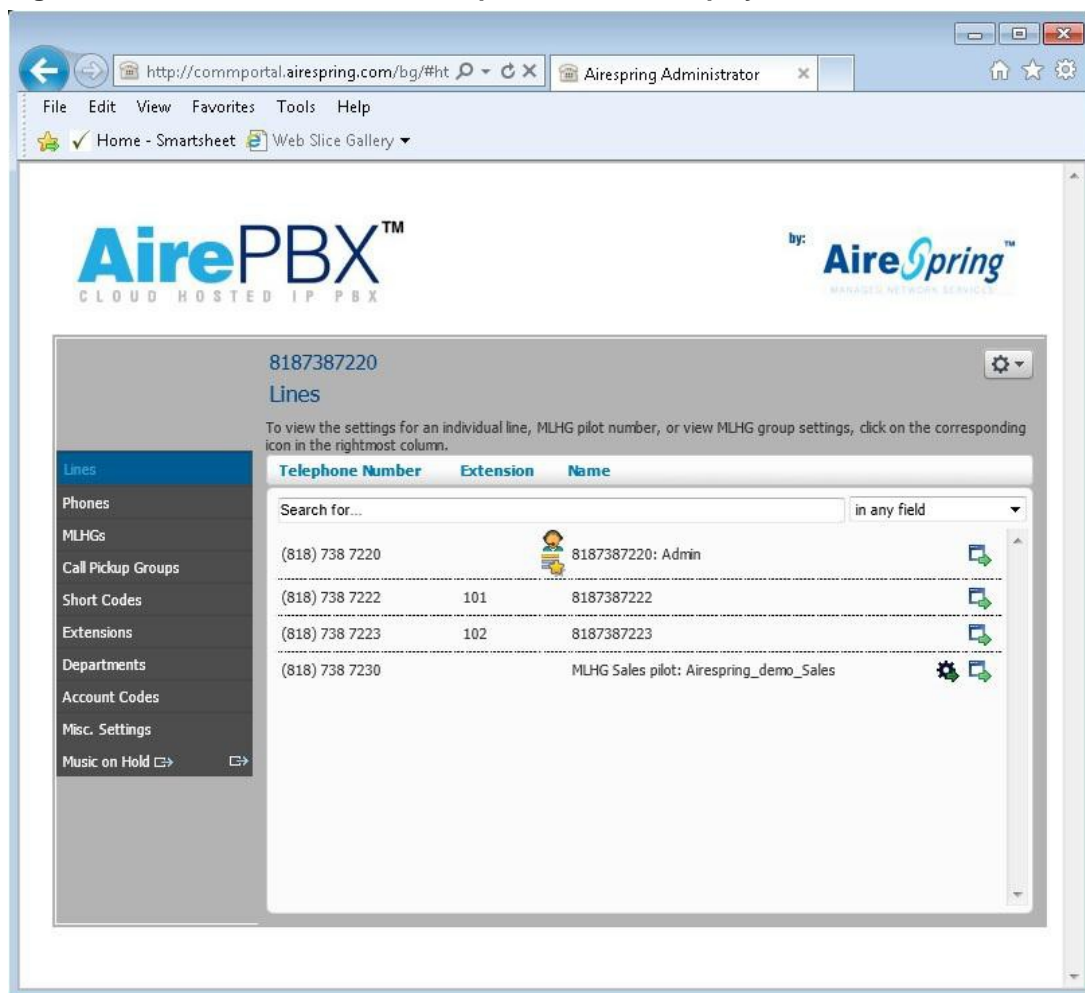 http://commportal.airespring.com/bg/#ht
Airespring Administrator
File Edit View Favorites Tools Help
Home - Smartsheet Web Slice Gallery
AirePBX™
CLOUD HOSTED IP PBX
by:
AireSpring™
MANAGED NETWORK SERVICES
8187387220
Lines
To view the settings for an individual line, MLHG pilot number, or view MLHG group settings, click on the corresponding
icon in the rightmost column.
Lines
Phones
MLHGs
Call Pickup Groups
Short Codes
Extensions
Departments
Account Codes
Misc. Settings
Music on Hold
Telephone Number Extension Name
Search for... in any field
(818) 738 7220 8187387220: Admin
(818) 738 7222 101 8187387222
(818) 738 7223 102 8187387223
(818) 738 7230 MLHG Sales pilot: Airespring_demo_Sales